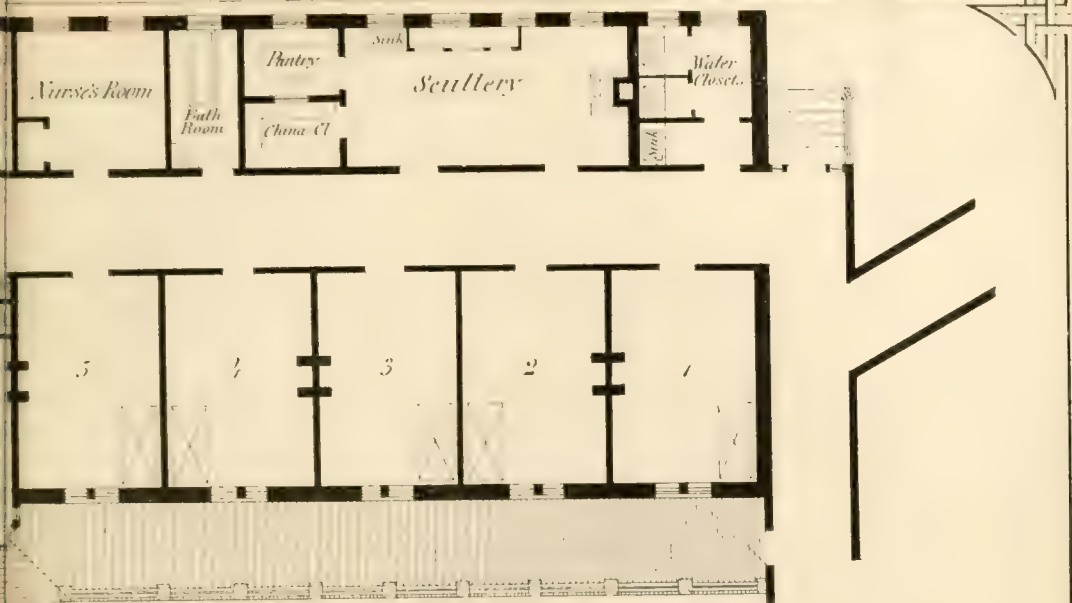 Nurse's Room
Bath
Room
Pantry
China Cl
Sink
Scullery
Water
Closet.
Sink
5
4
3
2
1